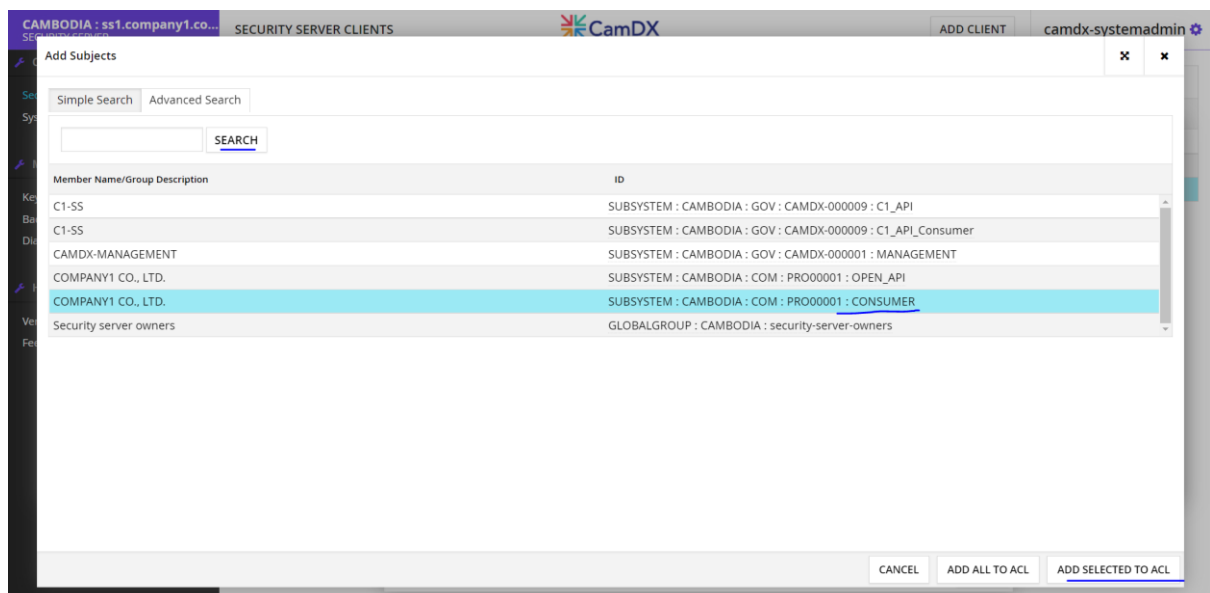 CAMBODIA : ss1.company1.co... SECURITY SERVER CLIENTS CamDX ADD CLIENT camdx-systemadmin
SECURITY SERVER
Add Subjects
Simple Search Advanced Search
SEARCH
Member Name/Group Description ID
C1-SS SUBSYSTEM : CAMBODIA : GOV : CAMDX-000009 : C1_API
C1-SS SUBSYSTEM : CAMBODIA : GOV : CAMDX-000009 : C1_API_Consumer
CAMDX-MANAGEMENT SUBSYSTEM : CAMBODIA : GOV : CAMDX-000001 : MANAGEMENT
COMPANY1 CO., LTD. SUBSYSTEM : CAMBODIA : COM : PRO00001 : OPEN_API
COMPANY1 CO., LTD. SUBSYSTEM : CAMBODIA : COM : PRO00001 : CONSUMER
Security server owners GLOBALGROUP : CAMBODIA : security-server-owners
CANCEL ADD ALL TO ACL ADD SELECTED TO ACL